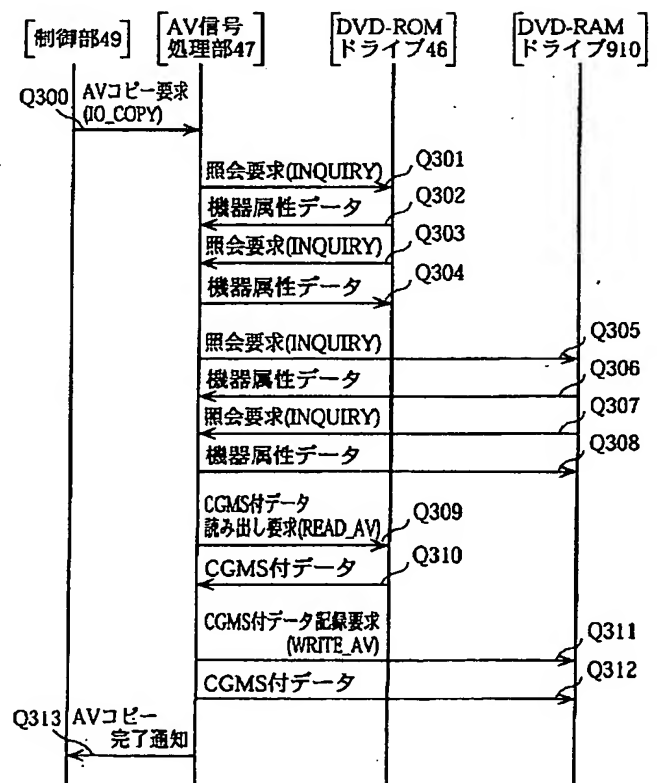 制御部49
AV信号
処理部47
DVD-ROM
ドライブ46
DVD-RAM
ドライブ910
Q300
AVコピー要求
(IO_COPY)
照会要求(INQUIRY)
Q301
機器属性データ
Q302
照会要求(INQUIRY)
Q303
機器属性データ
Q304
照会要求(INQUIRY)
Q305
機器属性データ
Q306
照会要求(INQUIRY)
Q307
機器属性データ
Q308
CGMS付データ
読み出し要求(READ_AV)
Q309
CGMS付データ
Q310
CGMS付データ記録要求
(WRITE_AV)
Q311
CGMS付データ
Q312
Q313
AVコピー
完了通知